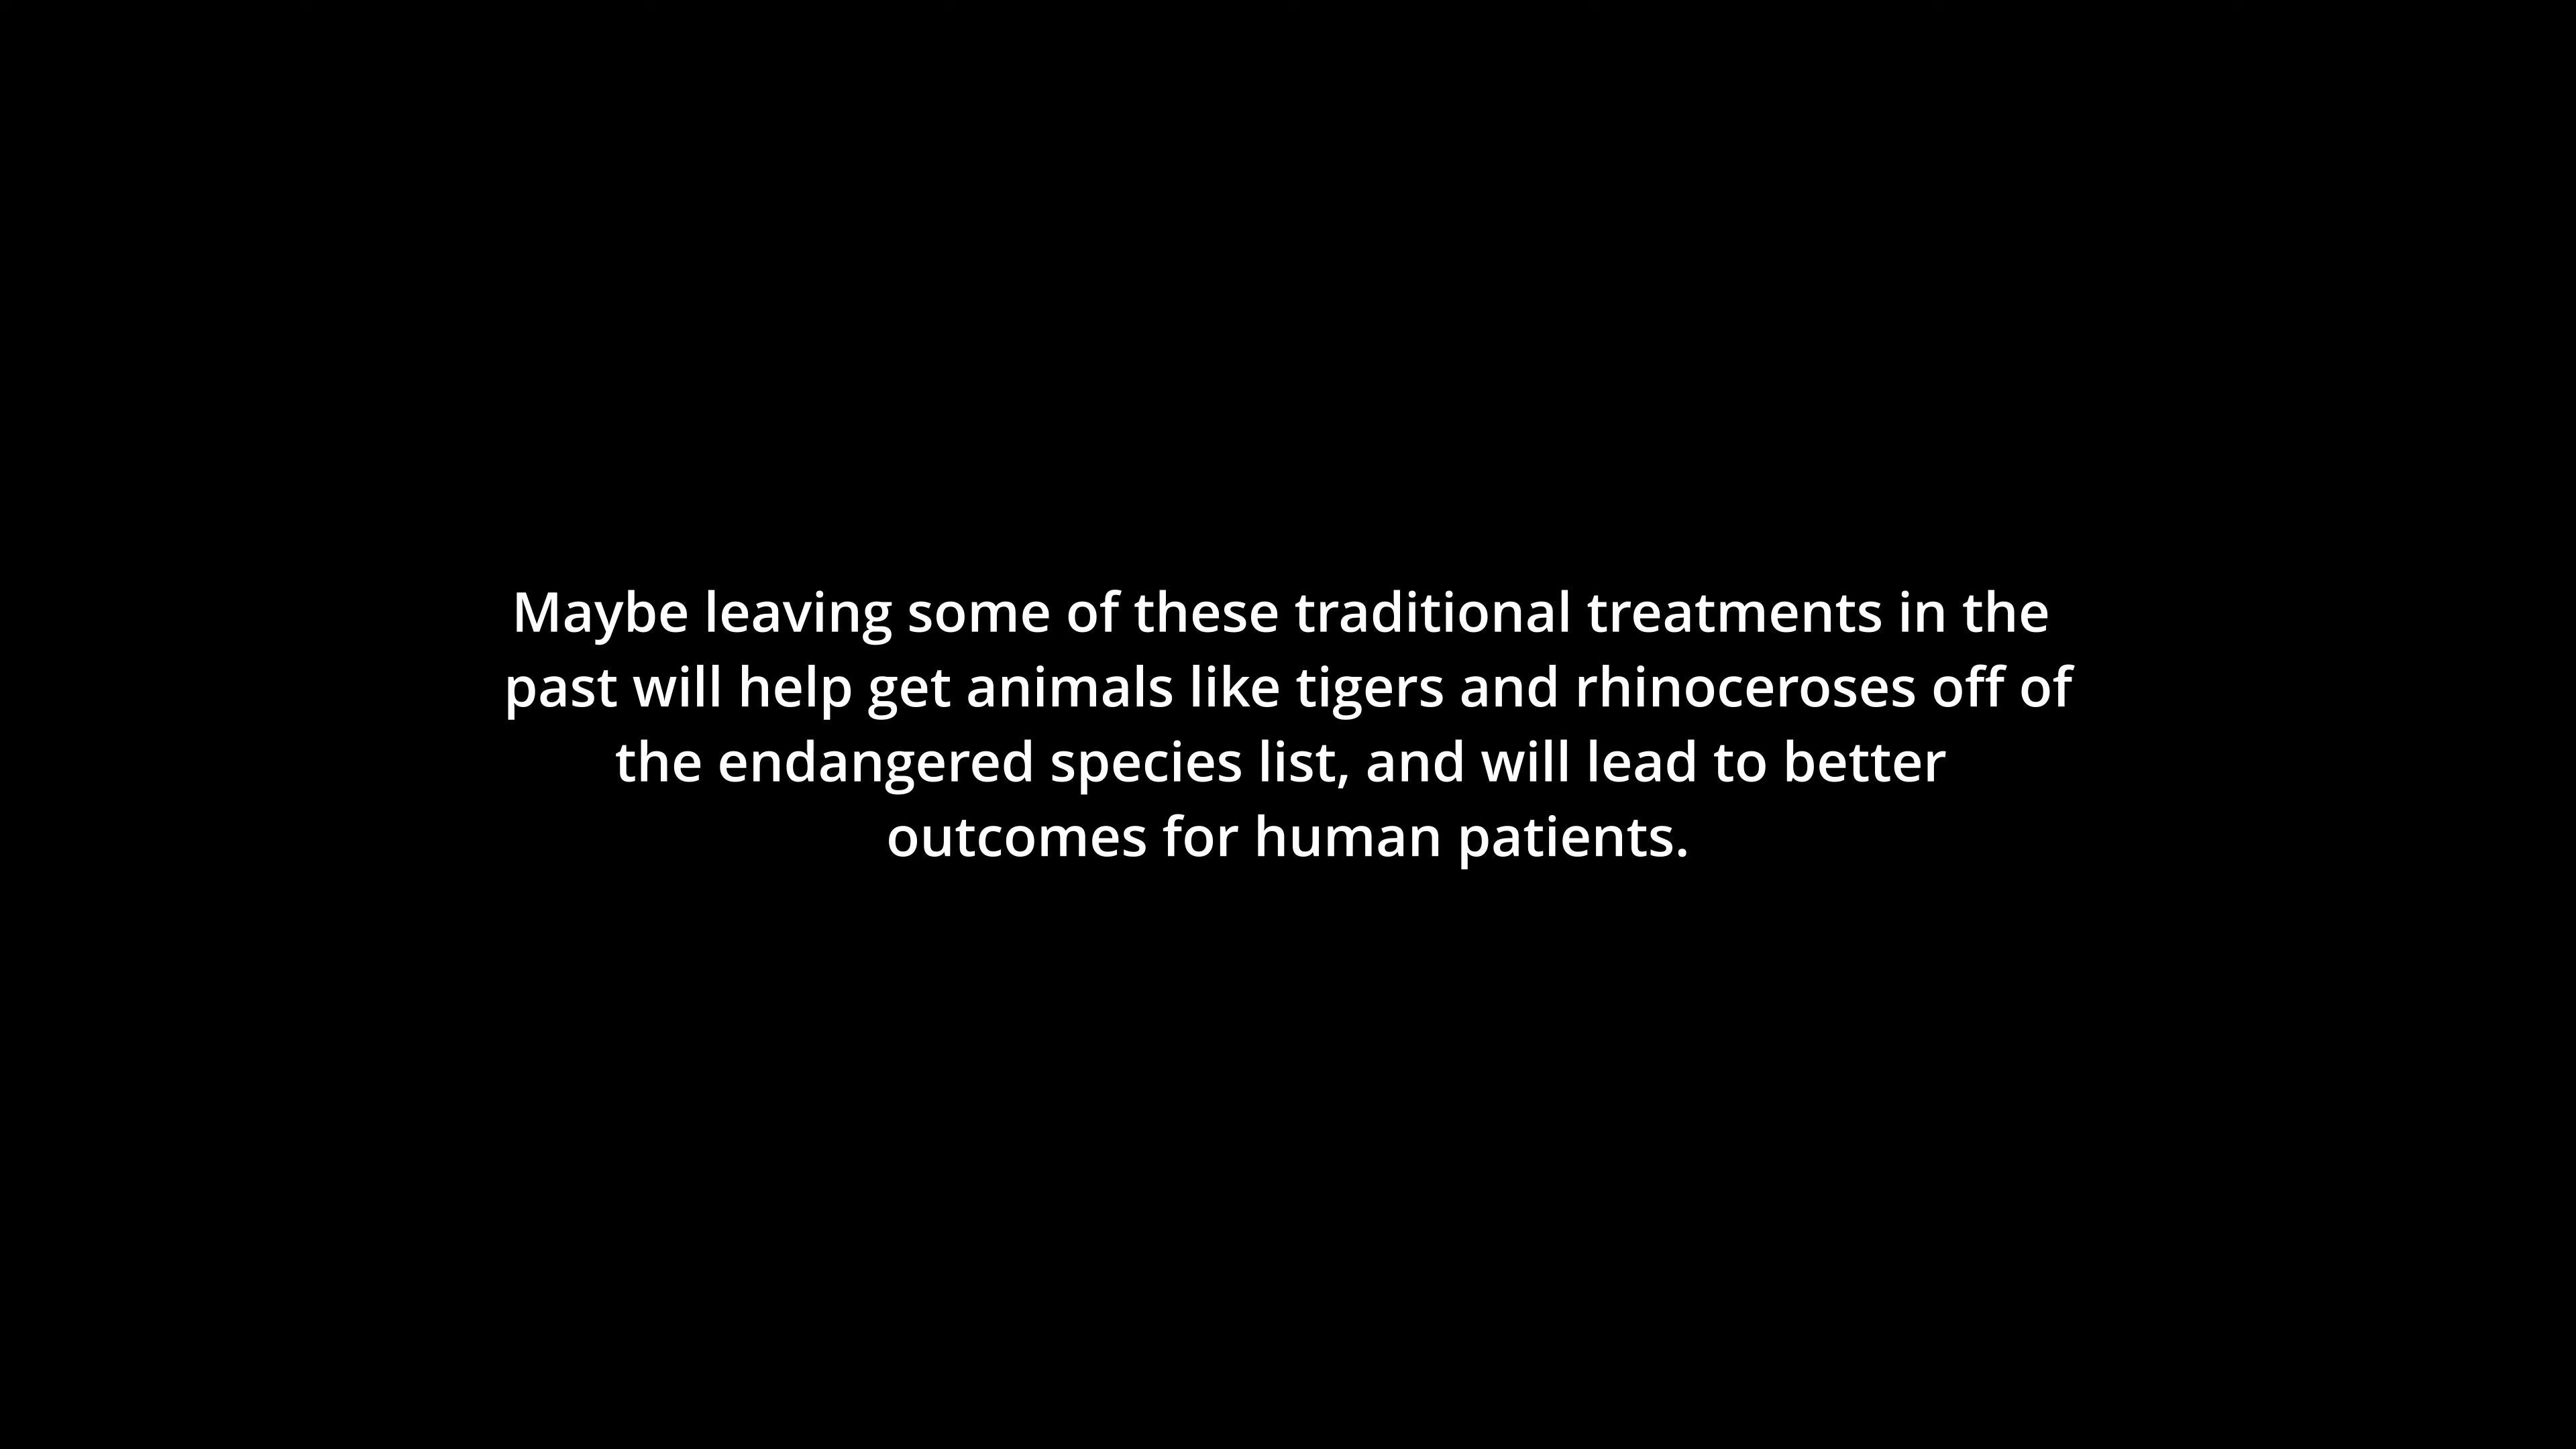 Maybe leaving some of these traditional treatments in the
past will help get animals like tigers and rhinoceroses off of
the endangered species list, and will lead to better
outcomes for human patients.